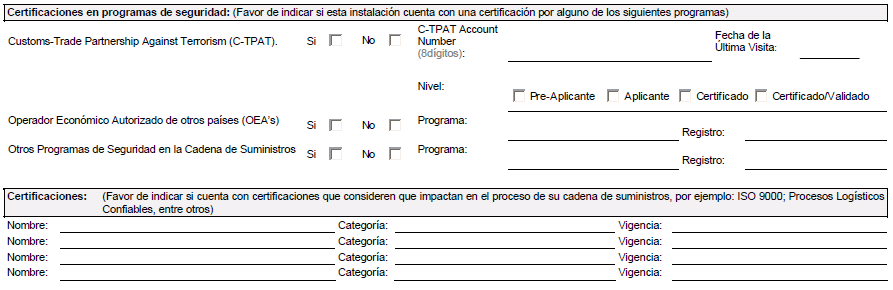 Certificaciones en programas de seguridad: (Favor de indicar si esta instalación cuenta con una certificación por alguno de los siguientes programas)
Customs-Trade Partnership Against Terrorism (C-TPAT). Si No C-TPAT Account Number (8dígitos): Fecha de la Última Visita:
Nivel: Pre-Aplicante Aplicante Certificado Certificado/Validado
Operador Económico Autorizado de otros países (OEA's) Si No Programa: Registro:
Otros Programas de Seguridad en la Cadena de Suministros Si No Programa: Registro:
Certificaciones: (Favor de indicar si cuenta con certificaciones que consideren que impactan en el proceso de su cadena de suministros, por ejemplo: ISO 9000; Procesos Logísticos
Confiables, entre otros)
Nombre: Categoría: Vigencia:
Nombre: Categoría: Vigencia:
Nombre: Categoría: Vigencia:
Nombre: Categoría: Vigencia: